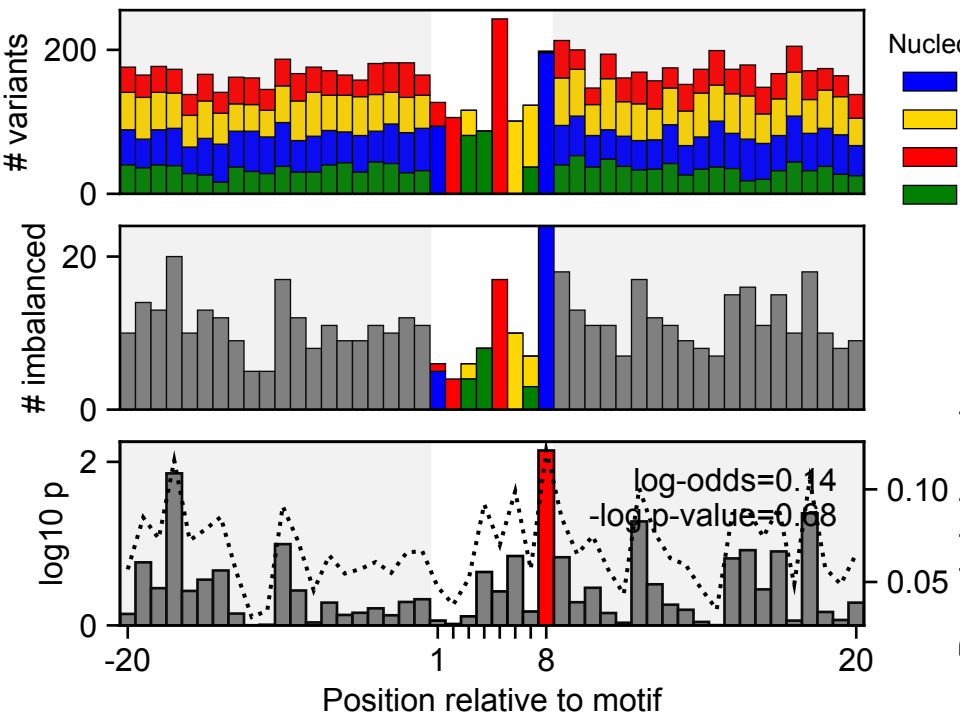 # variants
200
0
Nucleo
# imbalanced
20
0
log10 p
2
0
log-odds=0.14
-log p-value=0.68
0.10
0.05
-20
1
8
20
Position relative to motif